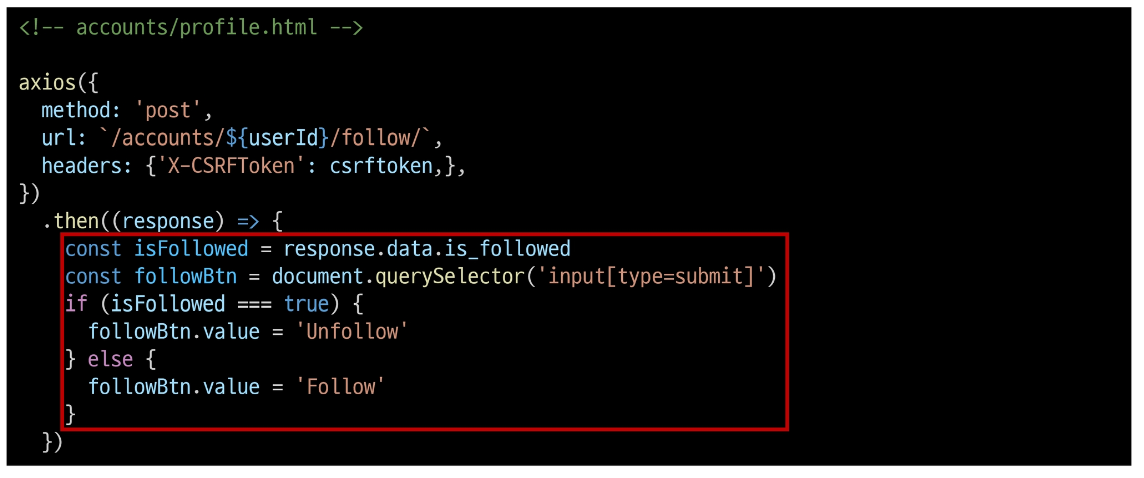 <!-- accounts/profile.html -->
axios({
  method: 'post',
  url: `/accounts/${userId}/follow/`,
  headers: {'X-CSRFToken': csrftoken,},
})
  .then((response) => {
    const isFollowed = response.data.is_followed
    const followBtn = document.querySelector('input[type=submit]')
    if (isFollowed === true) {
      followBtn.value = 'Unfollow'
    } else {
      followBtn.value = 'Follow'
    }
  })